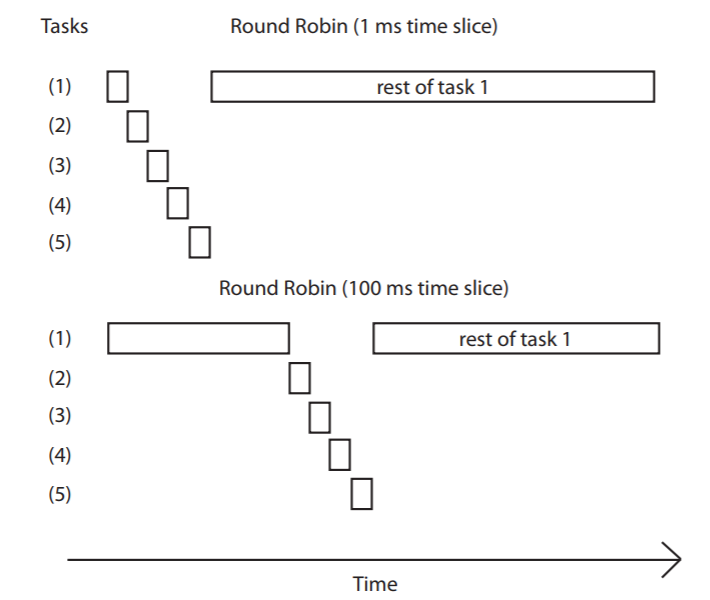 Tasks Round Robin (1 ms time slice)
(1) rest of task 1
(2)
(3)
(4)
(5)
Round Robin (100 ms time slice)
(1) rest of task 1
(2)
(3)
(4)
(5)
Time